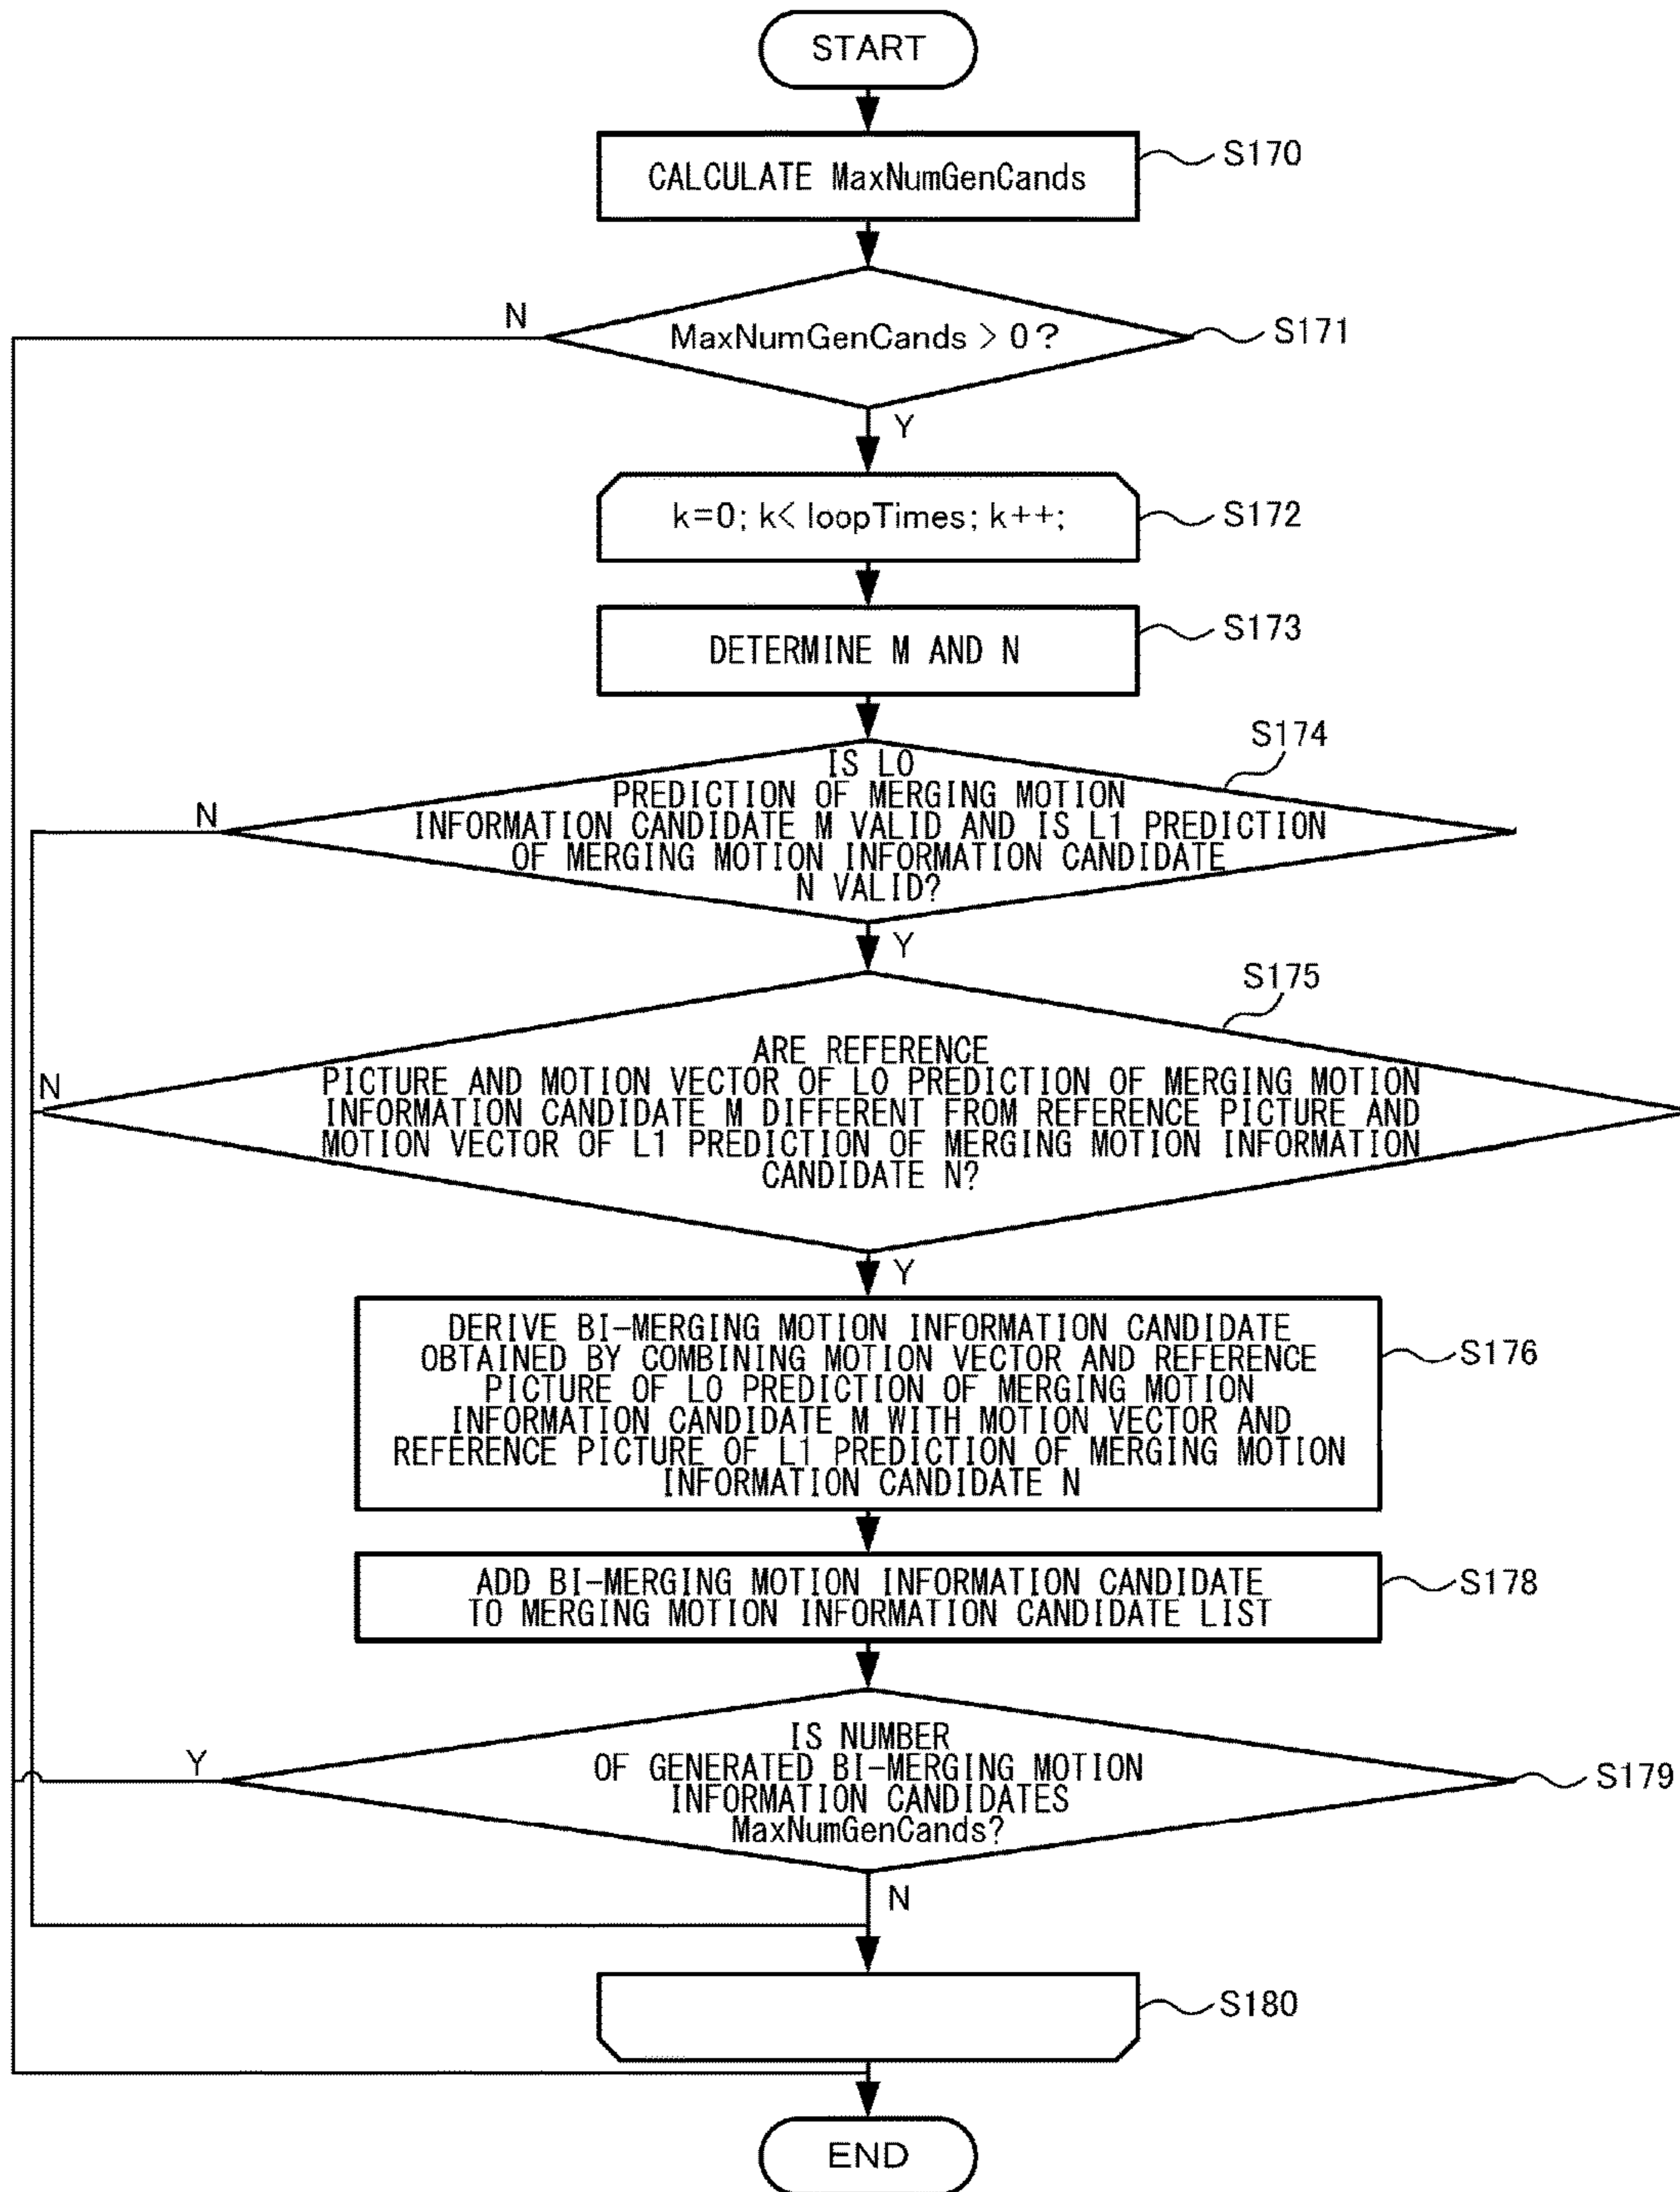 START
CALCULATE MaxNumGenCands
S170
N
MaxNumGenCands > 0?
S171
Y
k=0; k< loopTimes; k++;
S172
DETERMINE M AND N
S173
S174
N
IS L0
PREDICTION OF MERGING MOTION
INFORMATION CANDIDATE M VALID AND IS L1 PREDICTION
OF MERGING MOTION INFORMATION CANDIDATE
N VALID?
Y
S175
N
ARE REFERENCE
PICTURE AND MOTION VECTOR OF L0 PREDICTION OF MERGING MOTION
INFORMATION CANDIDATE M DIFFERENT FROM REFERENCE PICTURE AND
MOTION VECTOR OF L1 PREDICTION OF MERGING MOTION INFORMATION
CANDIDATE N?
Y
DERIVE BI-MERGING MOTION INFORMATION CANDIDATE
OBTAINED BY COMBINING MOTION VECTOR AND REFERENCE
PICTURE OF L0 PREDICTION OF MERGING MOTION
INFORMATION CANDIDATE M WITH MOTION VECTOR AND
REFERENCE PICTURE OF L1 PREDICTION OF MERGING MOTION
INFORMATION CANDIDATE N
S176
ADD BI-MERGING MOTION INFORMATION CANDIDATE
TO MERGING MOTION INFORMATION CANDIDATE LIST
S178
Y
IS NUMBER
OF GENERATED BI-MERGING MOTION
INFORMATION CANDIDATES
MaxNumGenCands?
S179
N
S180
END